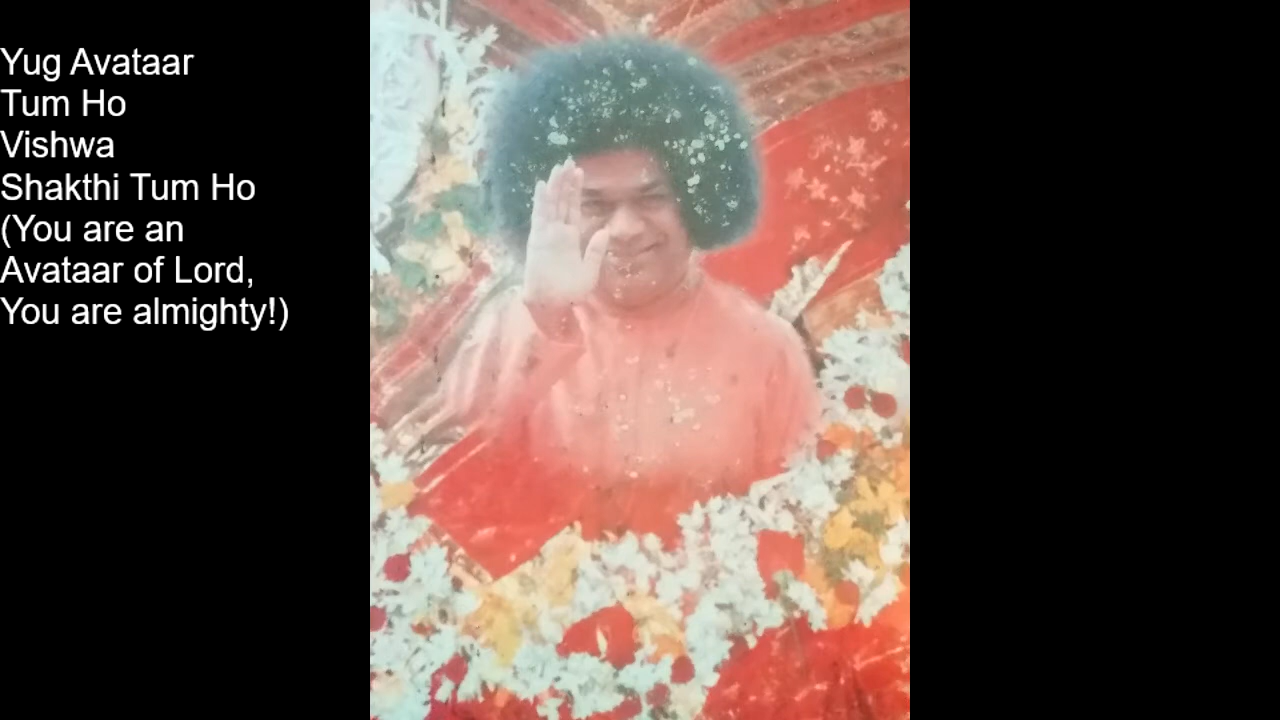 Yug Avataar
Tum Ho
Vishwa
Shakthi Tum Ho
(You are an
Avataar of Lord,
You are almighty!)